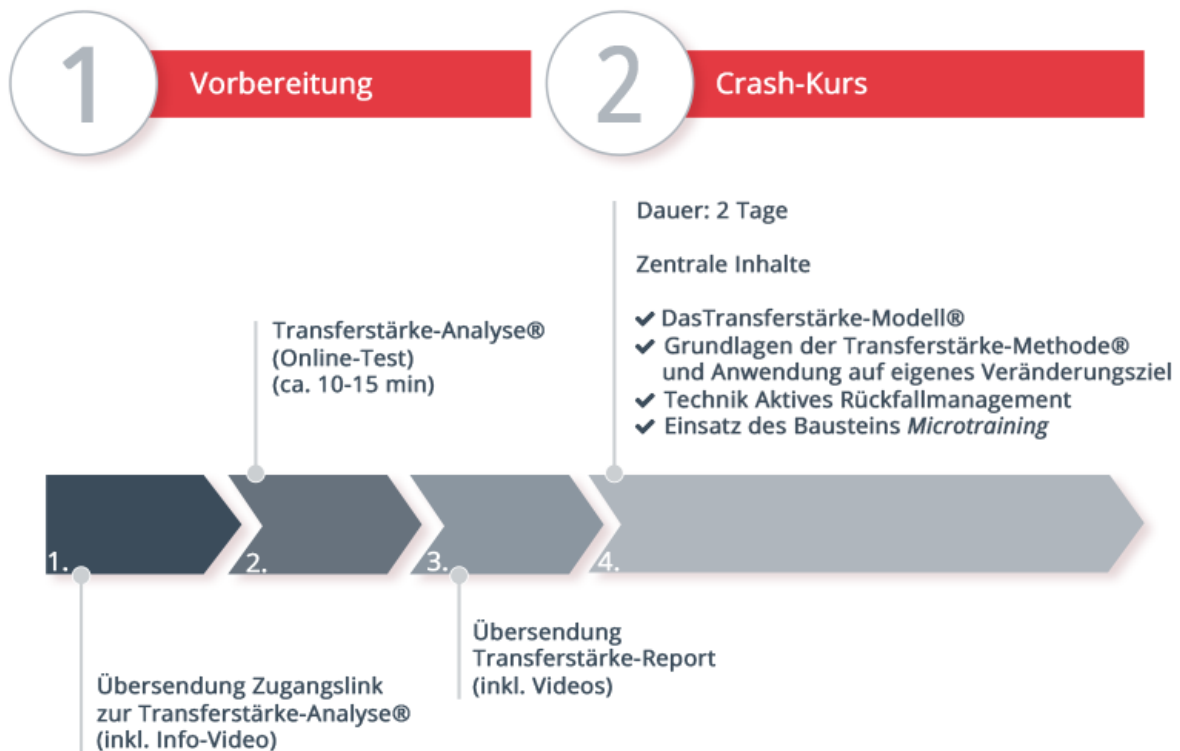 1
Vorbereitung
2
Crash-Kurs
Dauer: 2 Tage
Zentrale Inhalte
✔ DasTransferstärke-Modell®
✔ Grundlagen der Transferstärke-Methode®
und Anwendung auf eigenes Veränderungsziel
✔ Technik Aktives Rückfallmanagement
✔ Einsatz des Bausteins Microtraining
Transferstärke-Analyse®
(Online-Test)
(ca. 10-15 min)
1.
2.
3.
4.
Übersendung Zugangslink
zur Transferstärke-Analyse®
(inkl. Info-Video)
Übersendung
Transferstärke-Report
(inkl. Videos)